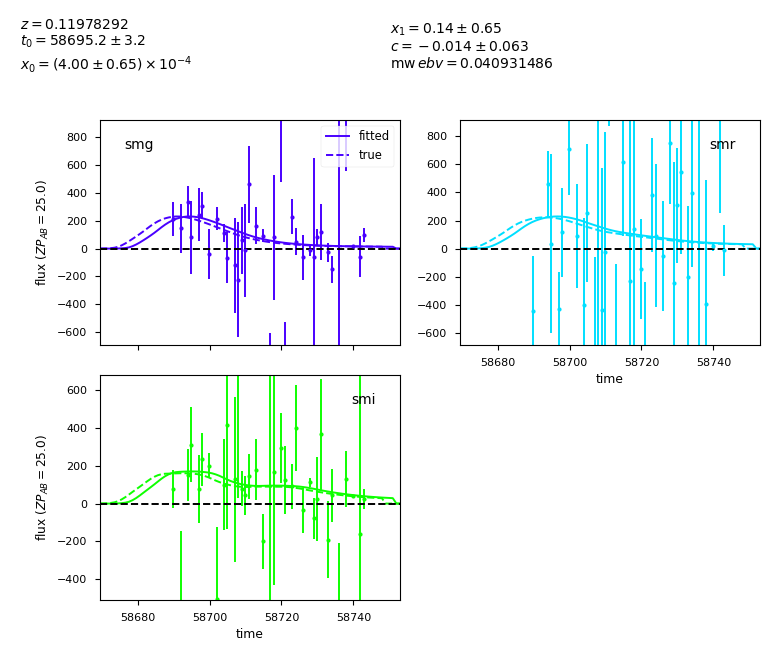 z = 0.11978292
t₀ = 58695.2 ± 3.2
x₀ = (4.00 ± 0.65) × 10⁻⁴
x₁ = 0.14 ± 0.65
c = −0.014 ± 0.063
mw ebv = 0.040931486
smg
fitted
true
800
600
400
200
0
−200
−400
−600
flux (ZP_AB = 25.0)
smr
800
600
400
200
0
−200
−400
−600
58680 58700 58720 58740
time
smi
600
400
200
0
−200
−400
flux (ZP_AB = 25.0)
58680 58700 58720 58740
time